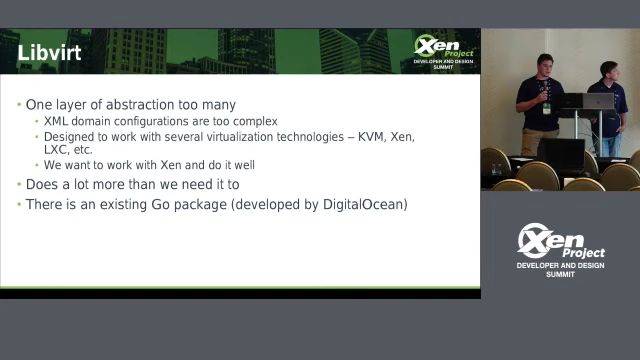 Libvirt
Xen
Project
DEVELOPER AND DESIGN
SUMMIT
• One layer of abstraction too many
• XML domain configurations are too complex
• Designed to work with several virtualization technologies – KVM, Xen,
LXC, etc.
• We want to work with Xen and do it well
• Does a lot more than we need it to
• There is an existing Go package (developed by DigitalOcean)
Xen
Project
DEVELOPER AND DESIGN
SUMMIT